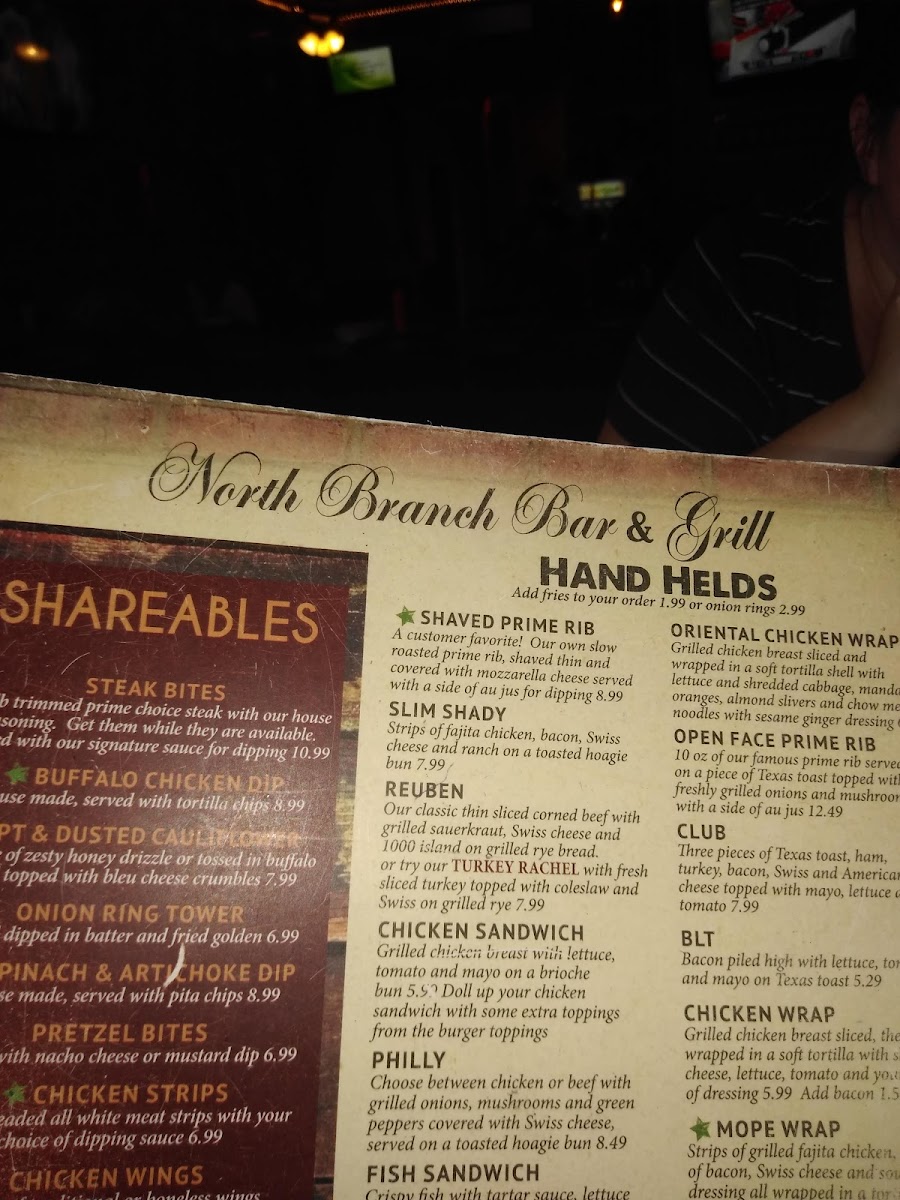 North Branch Bar & Grill
SHAREABLES
STEAK BITES
trimmed prime choice steak with our house
Get them while they are available.
with our signature sauce for dipping 10.99
BUFFALO CHICKEN DIP
made, served with tortilla chips 8.99
& DUSTED CAULIFLOWER
of zesty honey drizzle or tossed in buffalo
topped with bleu cheese crumbles 7.99
ONION RING TOWER
dipped in batter and fried golden 6.99
& ARTICHOKE DIP
made, served with pita chips 8.99
PRETZEL BITES
with nacho cheese or mustard dip 6.99
CHICKEN STRIPS
all white meat strips with your
choice of dipping sauce 6.99
CHICKEN WINGS
or boneless wings
HAND HELDS
Add fries to your order 1.99 or onion rings 2.99
SHAVED PRIME RIB
A customer favorite! Our own slow
roasted prime rib, shaved thin and
covered with mozzarella cheese served
with a side of au jus for dipping 8.99
SLIM SHADY
Strips of fajita chicken, bacon, Swiss
cheese and ranch on a toasted hoagie
bun 7.99
REUBEN
Our classic thin sliced corned beef with
grilled sauerkraut, Swiss cheese and
1000 island on grilled rye bread.
or try our TURKEY RACHEL with fresh
sliced turkey topped with coleslaw and
Swiss on grilled rye 7.99
CHICKEN SANDWICH
Grilled chicken breast with lettuce,
tomato and mayo on a brioche
bun Doll up your chicken
sandwich with some extra toppings
from the burger toppings
PHILLY
Choose between chicken or beef with
grilled onions, mushrooms and green
peppers covered with Swiss cheese,
served on a toasted hoagie bun 8.49
FISH SANDWICH
Crispy fish with tartar sauce, lettuce
ORIENTAL CHICKEN WRAP
Grilled chicken breast sliced and
wrapped in a soft tortilla shell with
lettuce and shredded cabbage,
oranges, almond slivers and chow
noodles with sesame ginger dressing
OPEN FACE PRIME RIB
10 oz of our famous prime rib
on a piece of Texas toast topped
freshly grilled onions and
with a side of au jus 12.49
CLUB
Three pieces of Texas toast, ham,
turkey, bacon, Swiss and American
cheese topped with mayo, lettuce
tomato 7.99
BLT
Bacon piled high with lettuce,
and mayo on Texas toast 5.29
CHICKEN WRAP
Grilled chicken breast sliced,
wrapped in a soft tortilla with
cheese, lettuce, tomato and
of dressing 5.99 Add bacon
MOPE WRAP
Strips of grilled fajita chicken,
of bacon, Swiss cheese and
dressing all wrapped in a